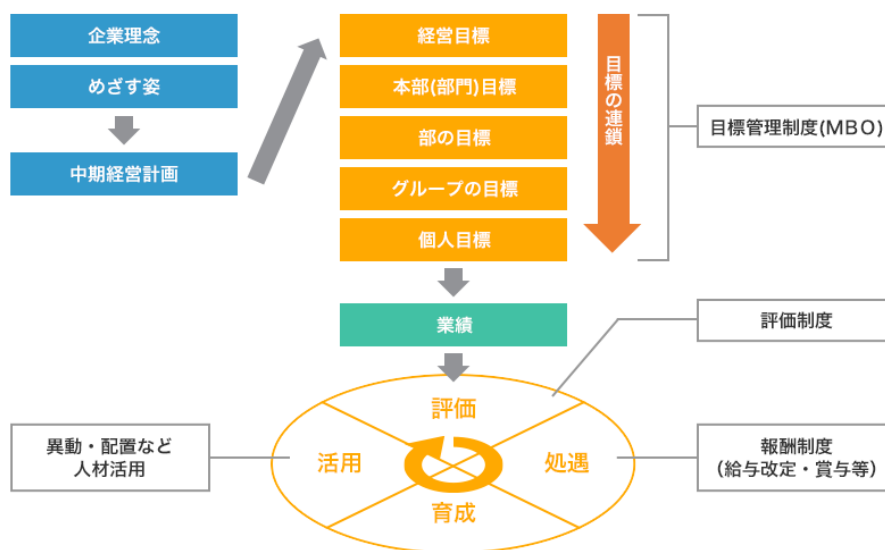 企業理念
めざす姿
中期経営計画
経営目標
本部(部門)目標
部の目標
グループの目標
個人目標
目標の連鎖
目標管理制度(MBO)
業績
評価制度
評価
活用
処遇
育成
異動・配置など
人材活用
報酬制度
（給与改定・賞与等）